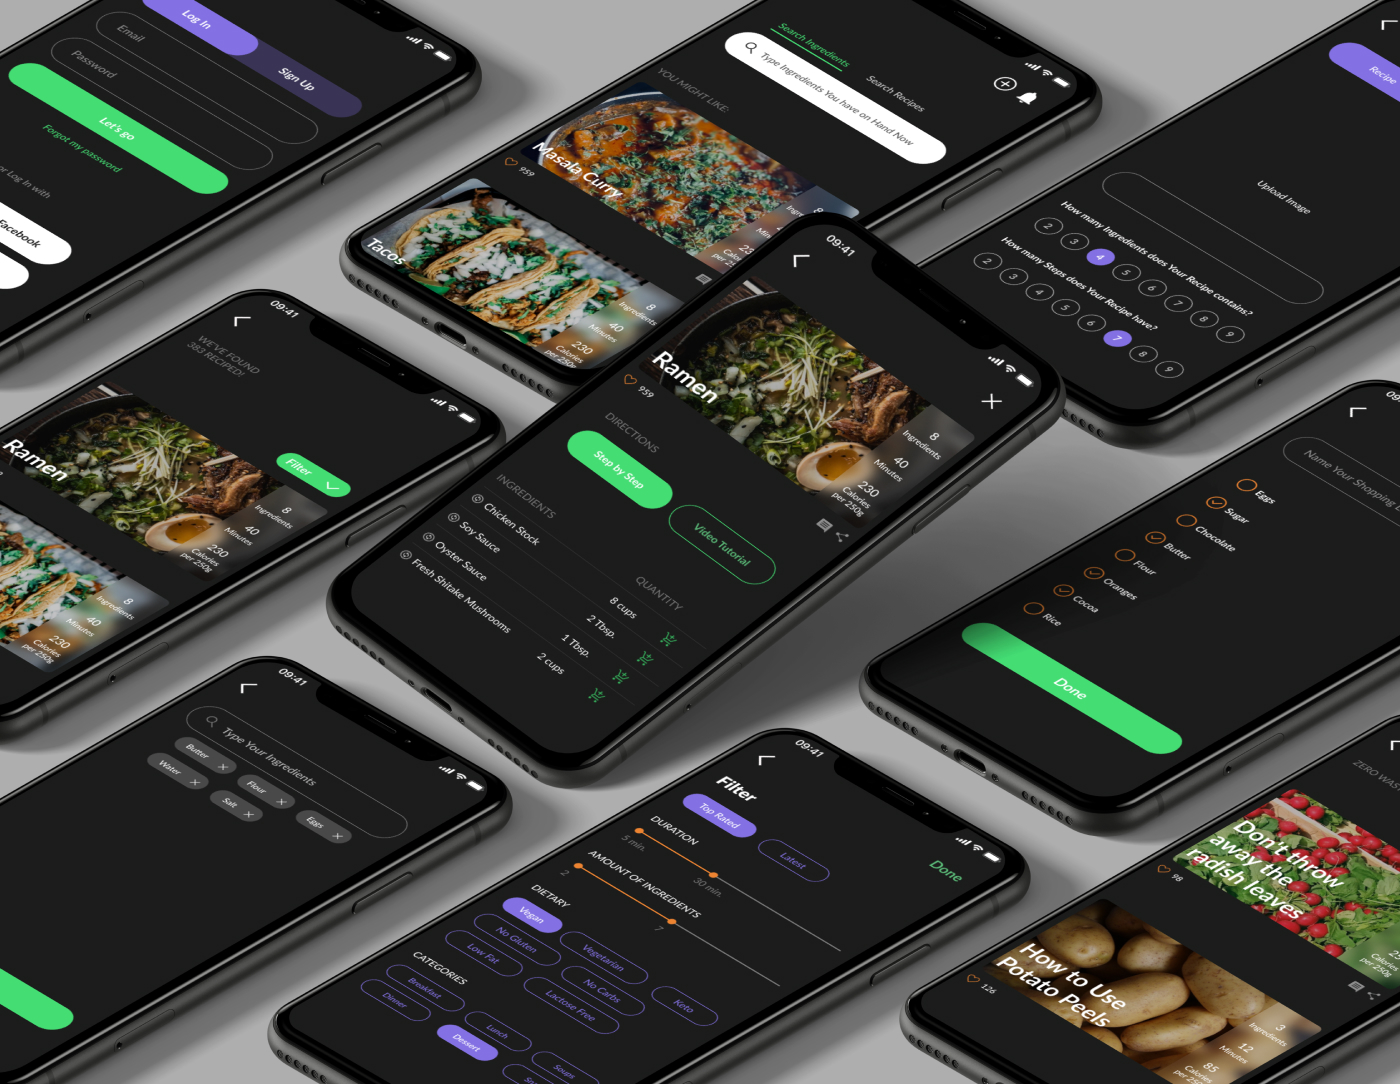 Log In
Sign Up
Email
Password
Let's go
Forgot my password
or Log In with
Facebook
Search Ingredients
Search Recipes
Type Ingredients You have on Hand Now
YOU MIGHT LIKE:
Masala Curry
959
8
Tacos
8
Ingredients
40
Minutes
230
Calories
per 250g
Recipe
Upload Image
How many Ingredients does Your Recipe contains?
2 3 4 5 6 7 8 9
How many Steps does Your Recipe have?
2 3 4 5 6 7 8 9
09:41
WE'VE FOUND
383 RECIPED!
Filter
Ramen
8
Ingredients
40
Minutes
230
Calories
per 250g
8
Ingredients
40
Minutes
230
Calories
per 250g
09:41
Ramen
959
8
Ingredients
40
Minutes
230
Calories
per 250g
DIRECTIONS
Step by Step
Video Tutorial
INGREDIENTS
QUANTITY
Chicken Stock
8 cups
Soy Sauce
2 Tbsp.
Oyster Sauce
1 Tbsp.
Fresh Shitake Mushrooms
2 cups
Name Your Shopping
Eggs
Sugar
Chocolate
Butter
Flour
Oranges
Cocoa
Rice
Done
09:41
Type Your Ingredients
Butter
Water
Flour
Salt
Eggs
09:41
Filter
Done
Top Rated
Latest
DURATION
5 min.
30 min.
AMOUNT OF INGREDIENTS
2
7
DIETARY
Vegan
Vegetarian
No Gluten
No Carbs
Keto
Low Fat
Lactose Free
CATEGORIES
Breakfast
Lunch
Dinner
Dessert
Soups
ZERO
Don't throw
away the
radish leaves
98
Calories
per 250g
How to Use
Potato Peels
126
3
Ingredients
12
Minutes
85
Calories
per 250g